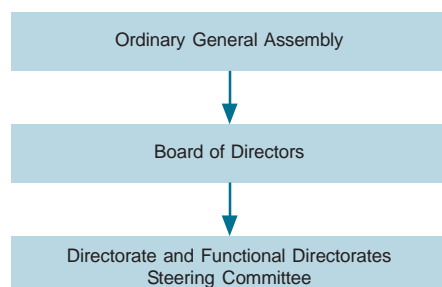 Ordinary General Assembly
Board of Directors
Directorate and Functional Directorates
Steering Committee